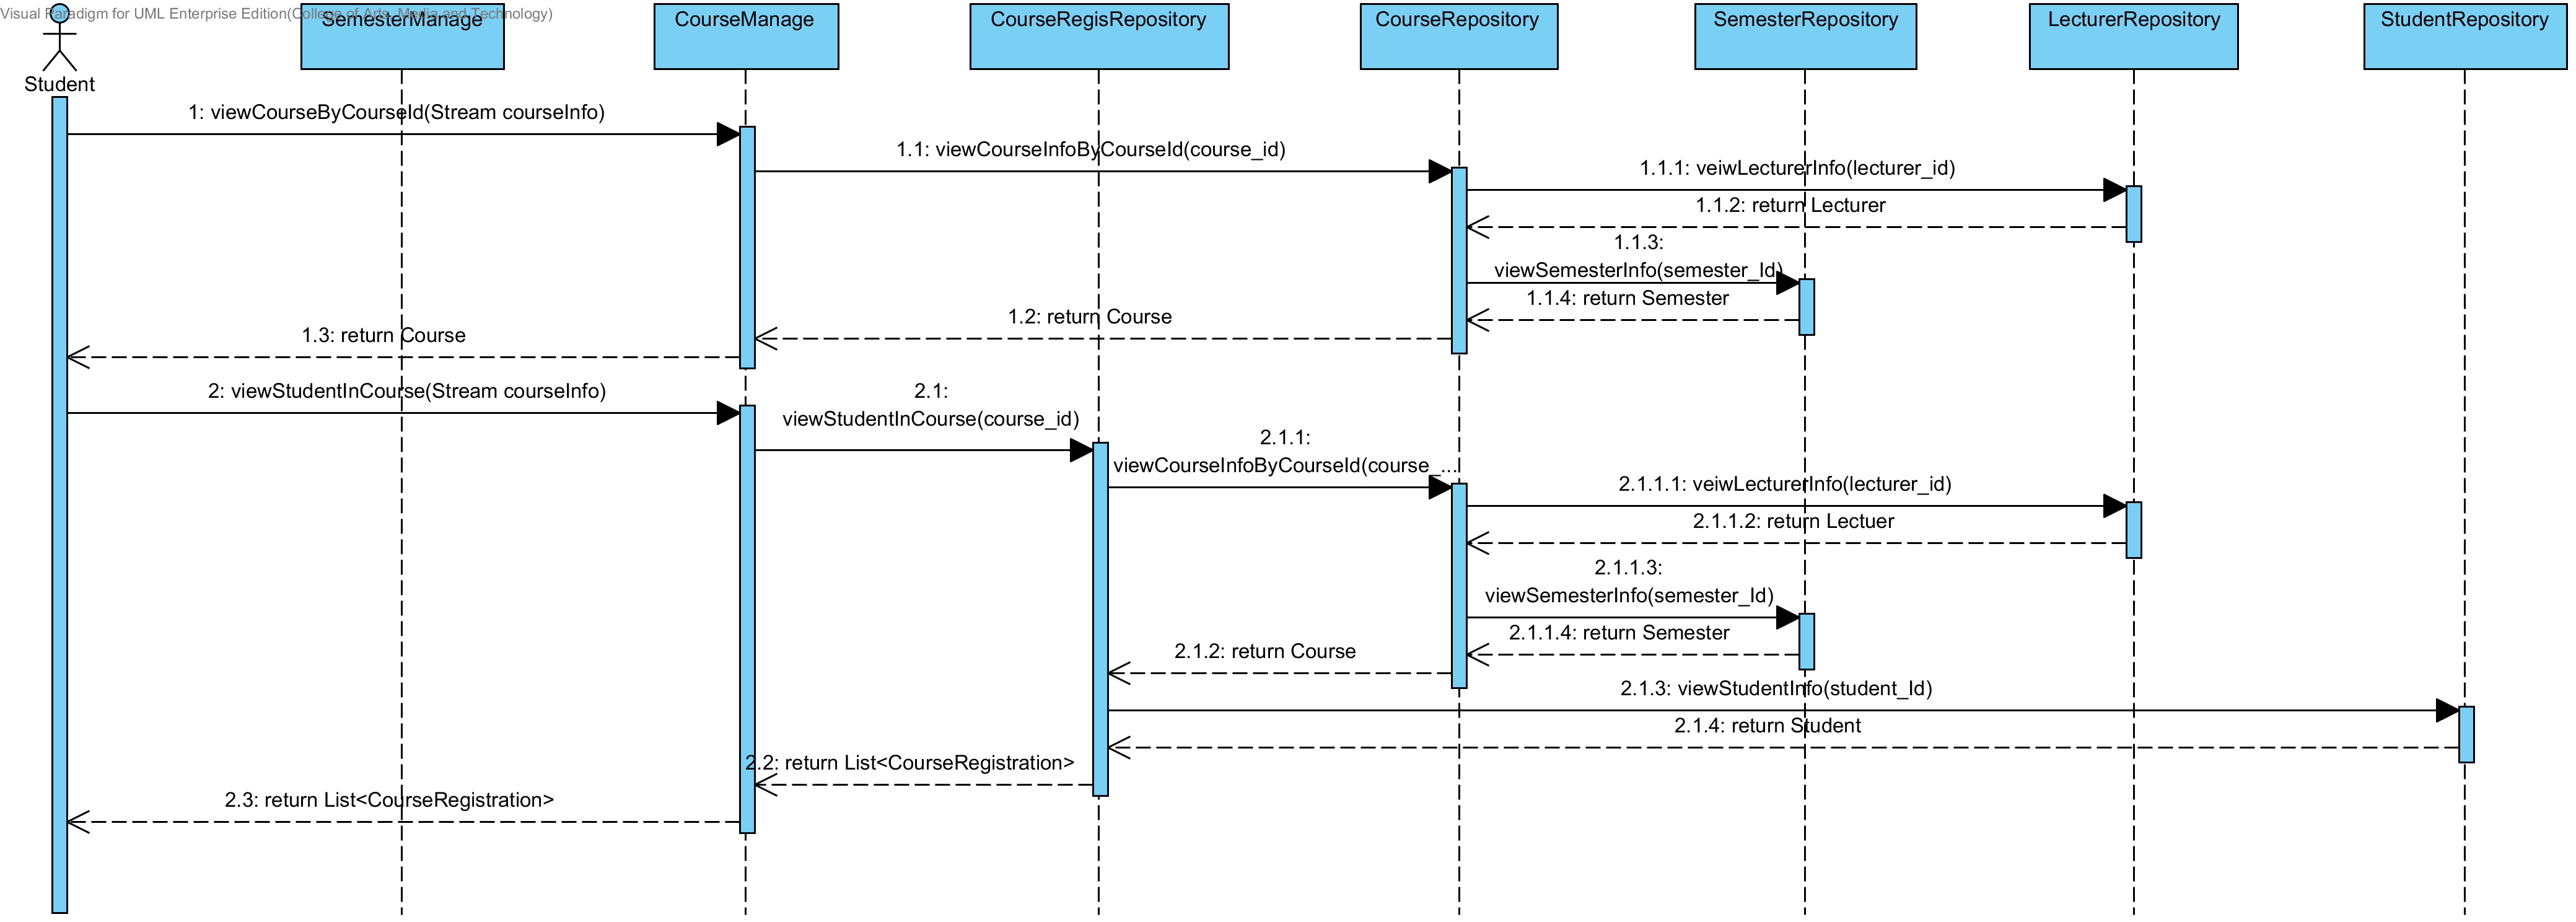 Visual Paradigm for UML Enterprise Edition(College of Arts, Media and Technology)
SemesterManage
CourseManage
CourseRegisRepository
CourseRepository
SemesterRepository
LecturerRepository
StudentRepository
Student
1: viewCourseByCourseId(Stream courseInfo)
1.1: viewCourseInfoByCourseId(course_id)
1.1.1: veiwLecturerInfo(lecturer_id)
1.1.2: return Lecturer
1.1.3:
viewSemesterInfo(semester_Id)
1.1.4: return Semester
1.2: return Course
1.3: return Course
2: viewStudentInCourse(Stream courseInfo)
2.1:
viewStudentInCourse(course_id)
2.1.1:
viewCourseInfoByCourseId(course_...
2.1.1.1: veiwLecturerInfo(lecturer_id)
2.1.1.2: return Lectuer
2.1.1.3:
viewSemesterInfo(semester_Id)
2.1.1.4: return Semester
2.1.2: return Course
2.1.3: viewStudentInfo(student_Id)
2.1.4: return Student
2.2: return List<CourseRegistration>
2.3: return List<CourseRegistration>